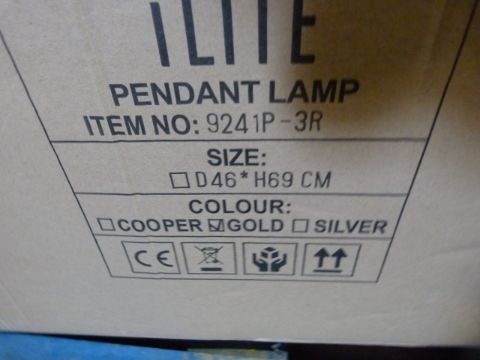 iLITE
PENDANT LAMP
ITEM NO: 9241P-3R
SIZE:
☐D46*H69 CM
COLOUR:
☐COOPER ☑GOLD ☐SILVER
CE